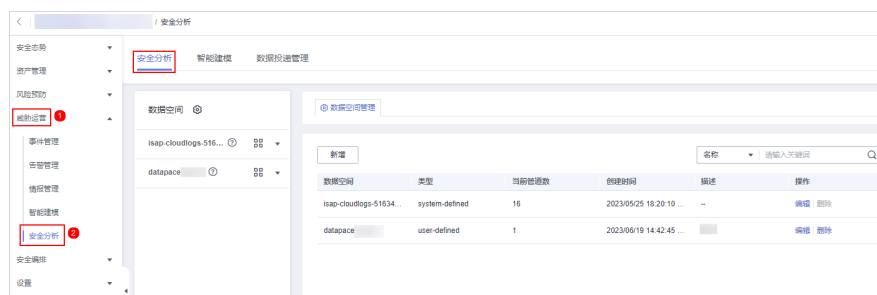 / 安全分析
安全态势
资产管理
风险预防
威胁运营 1
事件管理
告警管理
情报管理
智能建模
安全分析 2
安全编排
设置
安全分析 智能建模 数据投递管理
数据空间
isap-cloudlogs-516...
datapace
数据空间管理
新增 名称 请输入关键词
数据空间 类型 当前管道数 创建时间 描述 操作
isap-cloudlogs-51634... system-defined 16 2023/05/25 18:20:10 ... -- 编辑 删除
datapace user-defined 1 2023/06/19 14:42:45 ... 编辑 删除